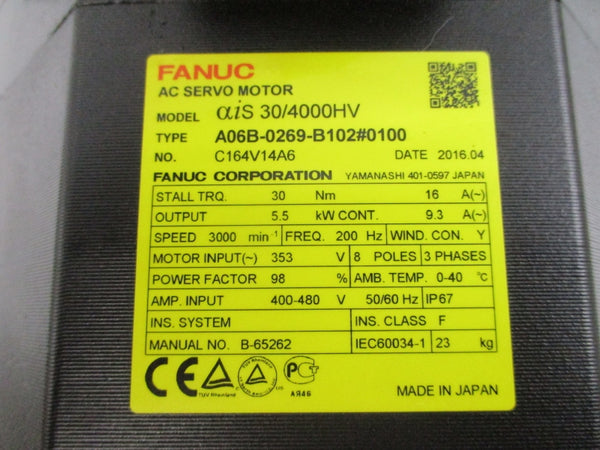 FANUC
AC SERVO MOTOR
MODEL αiS 30/4000HV
TYPE A06B-0269-B102#0100
NO. C164V14A6 DATE 2016.04
FANUC CORPORATION YAMANASHI 401-0597 JAPAN
STALL TRQ. 30 Nm 16 A(~)
OUTPUT 5.5 kW CONT. 9.3 A(~)
SPEED 3000 min⁻¹ FREQ. 200 Hz WIND. CON. Y
MOTOR INPUT(~) 353 V 8 POLES 3 PHASES
POWER FACTOR 98 % AMB. TEMP. 0-40 °C
AMP. INPUT 400-480 V 50/60 Hz IP67
INS. SYSTEM INS. CLASS F
MANUAL NO. B-65262 IEC60034-1 23 kg
CE
TUV Rheinland
АЯ46
MADE IN JAPAN